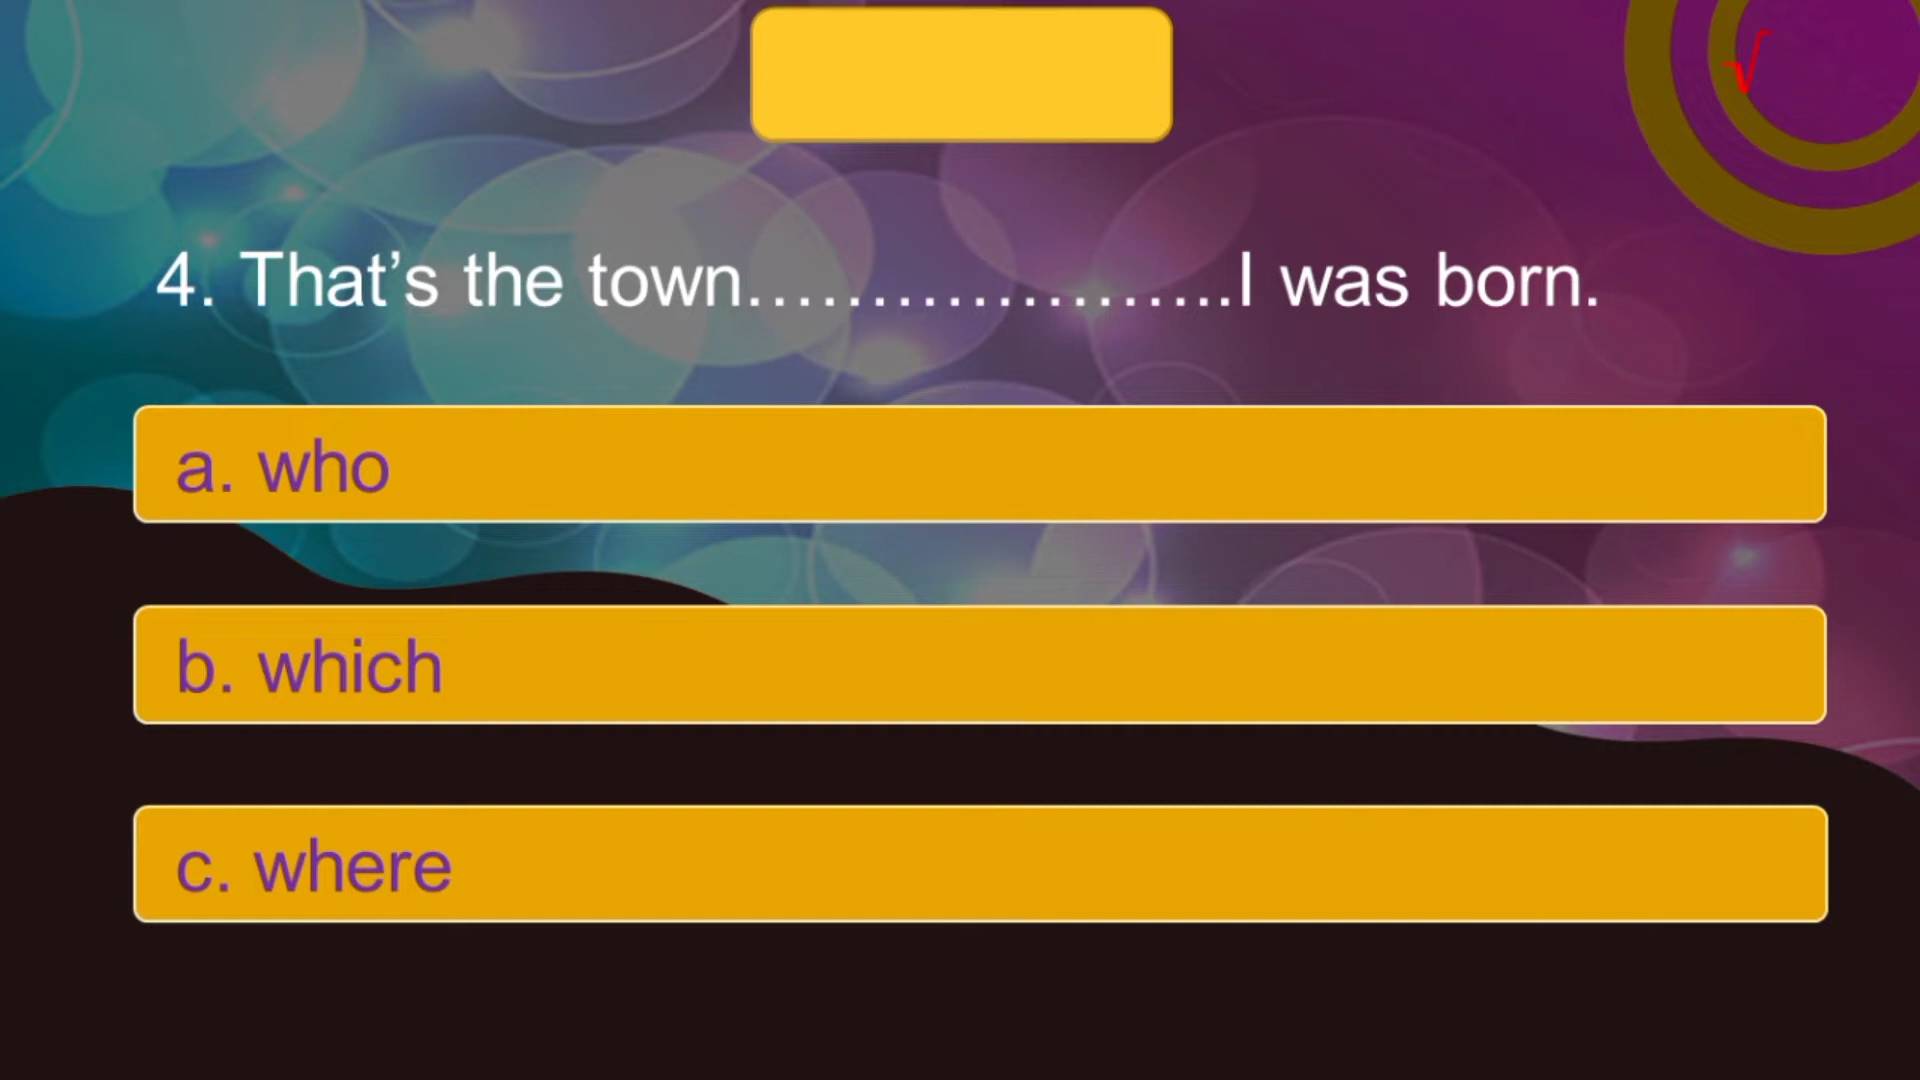 √
4. That’s the town………………..I was born.
a. who
b. which
c. where